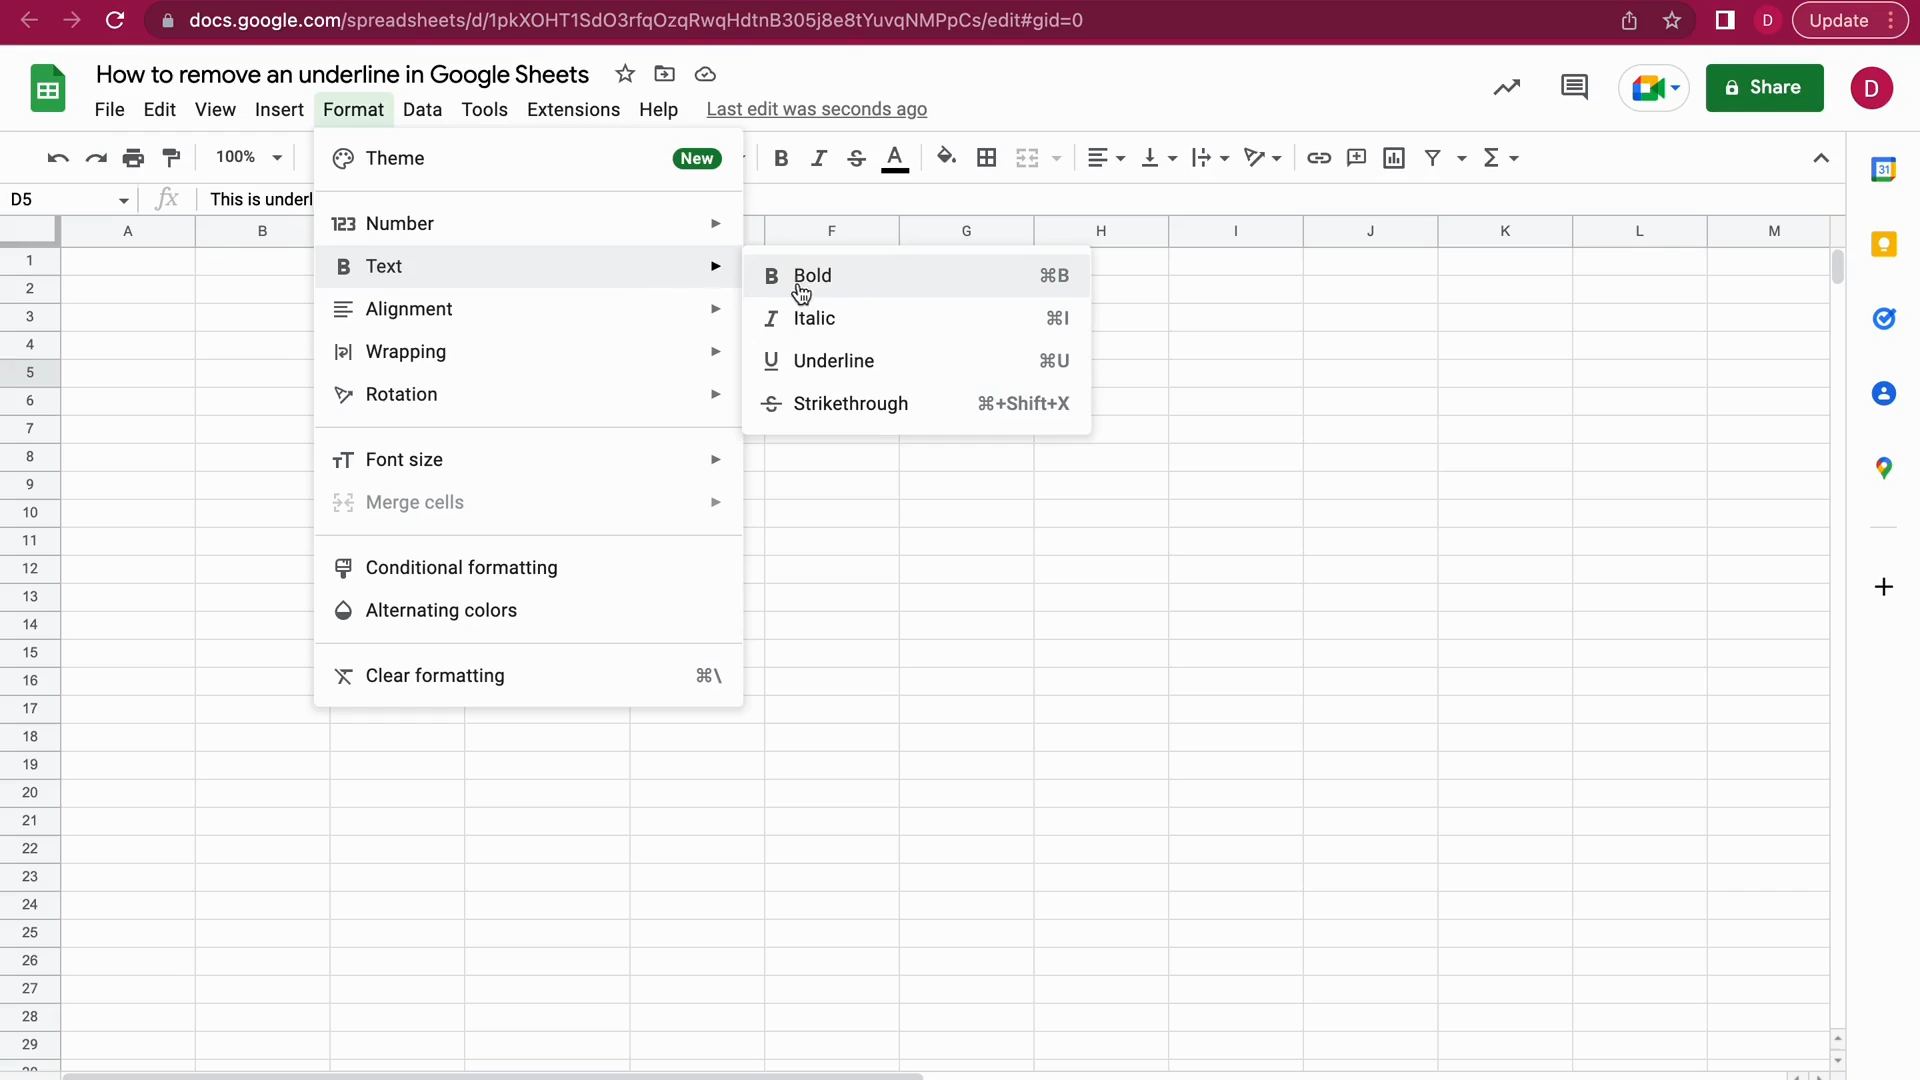 docs.google.com/spreadsheets/d/1pkXOHT1SdO3rfqOzqRwqHdtnB305j8e8tYuvqNMPpCs/edit#gid=0
D
Update
How to remove an underline in Google Sheets
File Edit View Insert Format Data Tools Extensions Help Last edit was seconds ago
Share
D
100%
Theme New
B I S A
31
D5
fx This is underl
Number
Text
Alignment
Wrapping
Rotation
Font size
Merge cells
Conditional formatting
Alternating colors
Clear formatting ⌘\
Bold ⌘B
Italic ⌘I
Underline ⌘U
Strikethrough ⌘+Shift+X
A B F G H I J K L M
1
2
3
4
5
6
7
8
9
10
11
12
13
14
15
16
17
18
19
20
21
22
23
24
25
26
27
28
29